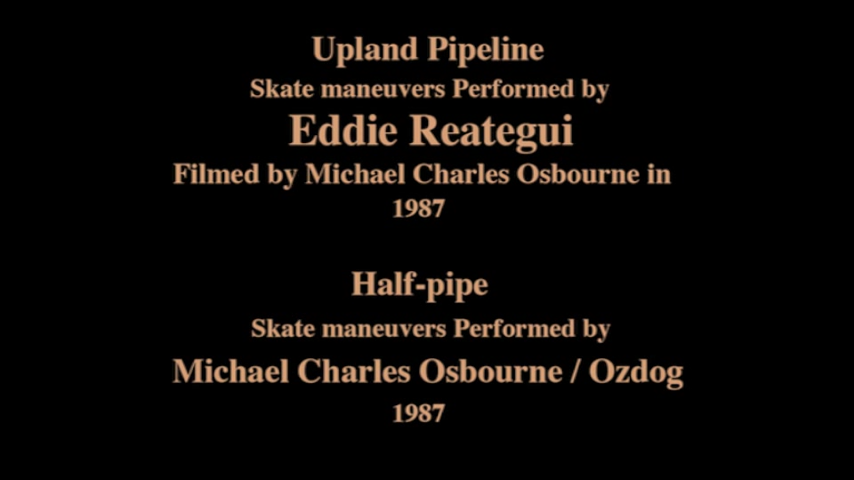 Upland Pipeline
Skate maneuvers Performed by
Eddie Reategui
Filmed by Michael Charles Osbourne in
1987
Half-pipe
Skate maneuvers Performed by
Michael Charles Osbourne / Ozdog
1987